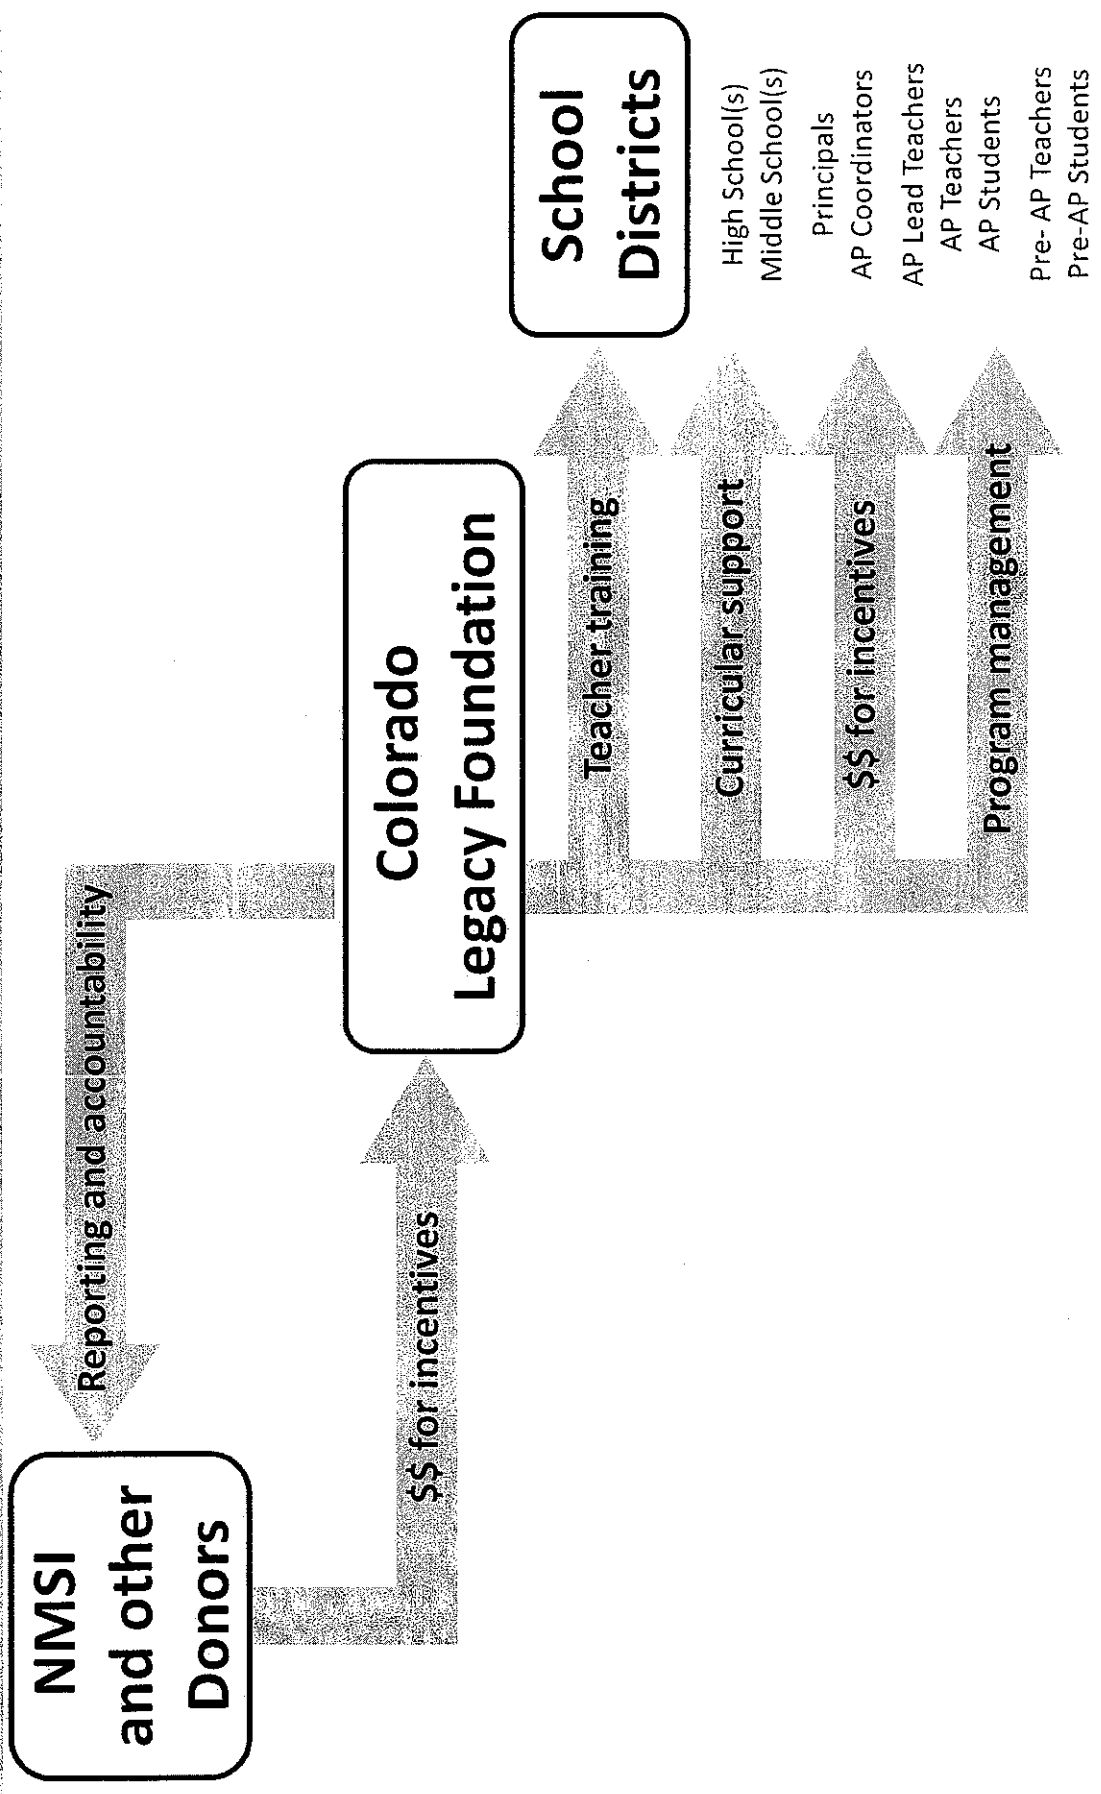 NMSI
and other
Donors
Reporting and accountability
$$ for incentives
Colorado
Legacy Foundation
Teacher training
Curricular support
$$ for incentives
Program management
School
Districts
High School(s)
Middle School(s)
Principals
AP Coordinators
AP Lead Teachers
AP Teachers
AP Students
Pre- AP Teachers
Pre-AP Students